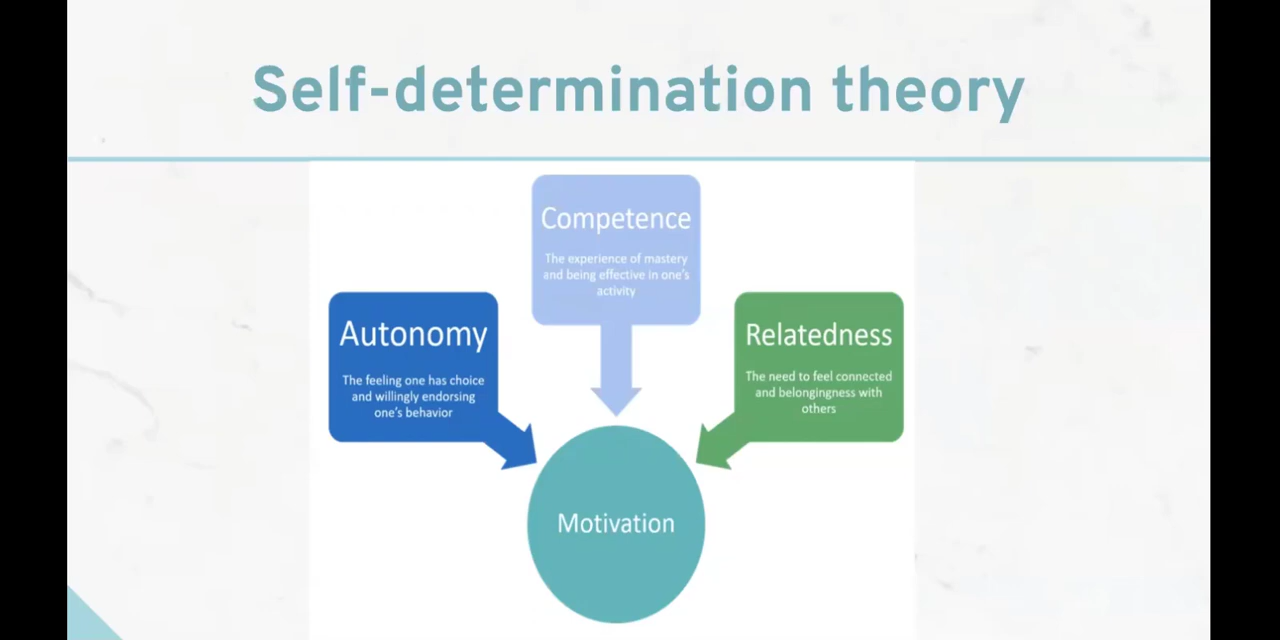 Self-determination theory
Competence
The experience of mastery
and being effective in one's
activity
Autonomy
The feeling one has choice
and willingly endorsing
one's behavior
Relatedness
The need to feel connected
and belongingness with
others
Motivation